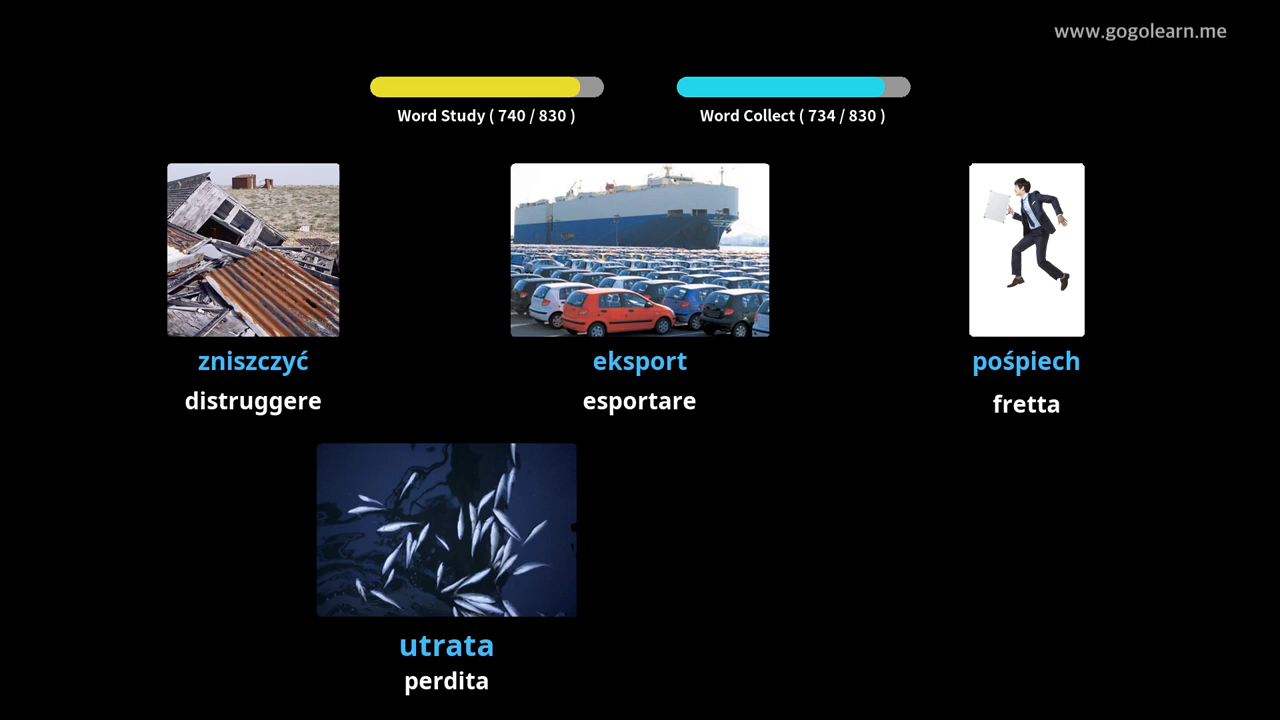 www.gogolearn.me
Word Study ( 740 / 830 )
Word Collect ( 734 / 830 )
zniszczyć
distruggere
eksport
esportare
pośpiech
fretta
utrata
perdita